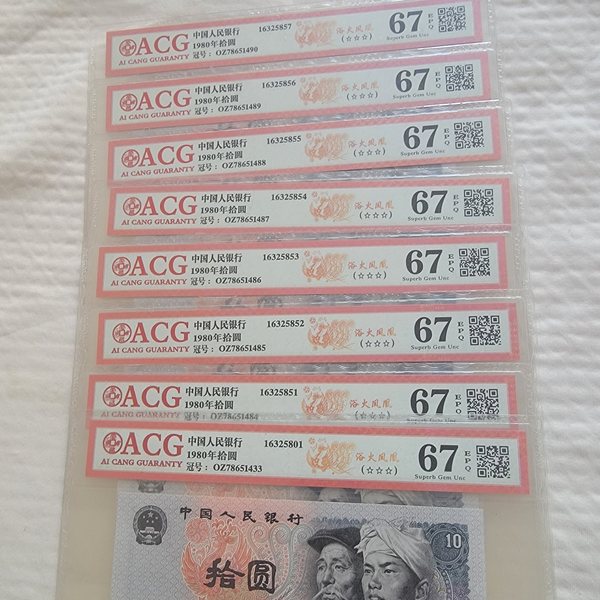 ACG 中国人民银行 16325857 浴火凤凰 67 EPQ
1980年拾圆 (☆☆☆) Superb Gem Unc
AI CANG GUARANTY 冠号: OZ78651490
ACG 中国人民银行 16325856 浴火凤凰 67 EPQ
1980年拾圆 (☆☆☆) Superb Gem Unc
AI CANG GUARANTY 冠号: OZ78651489
ACG 中国人民银行 16325855 浴火凤凰 67 EPQ
1980年拾圆 (☆☆☆) Superb Gem Unc
AI CANG GUARANTY 冠号: OZ78651488
ACG 中国人民银行 16325854 浴火凤凰 67 EPQ
1980年拾圆 (☆☆☆) Superb Gem Unc
AI CANG GUARANTY 冠号: OZ78651487
ACG 中国人民银行 16325853 浴火凤凰 67 EPQ
1980年拾圆 (☆☆☆) Superb Gem Unc
AI CANG GUARANTY 冠号: OZ78651486
ACG 中国人民银行 16325852 浴火凤凰 67 EPQ
1980年拾圆 (☆☆☆) Superb Gem Unc
AI CANG GUARANTY 冠号: OZ78651485
ACG 中国人民银行 16325851 浴火凤凰 67 EPQ
1980年拾圆 (☆☆☆)
冠号: OZ78651484
ACG 中国人民银行 16325801 浴火凤凰 67 EPQ
1980年拾圆 (☆☆☆) Superb Gem Unc
AI CANG GUARANTY 冠号: OZ78651433
中国人民银行
10
拾圆